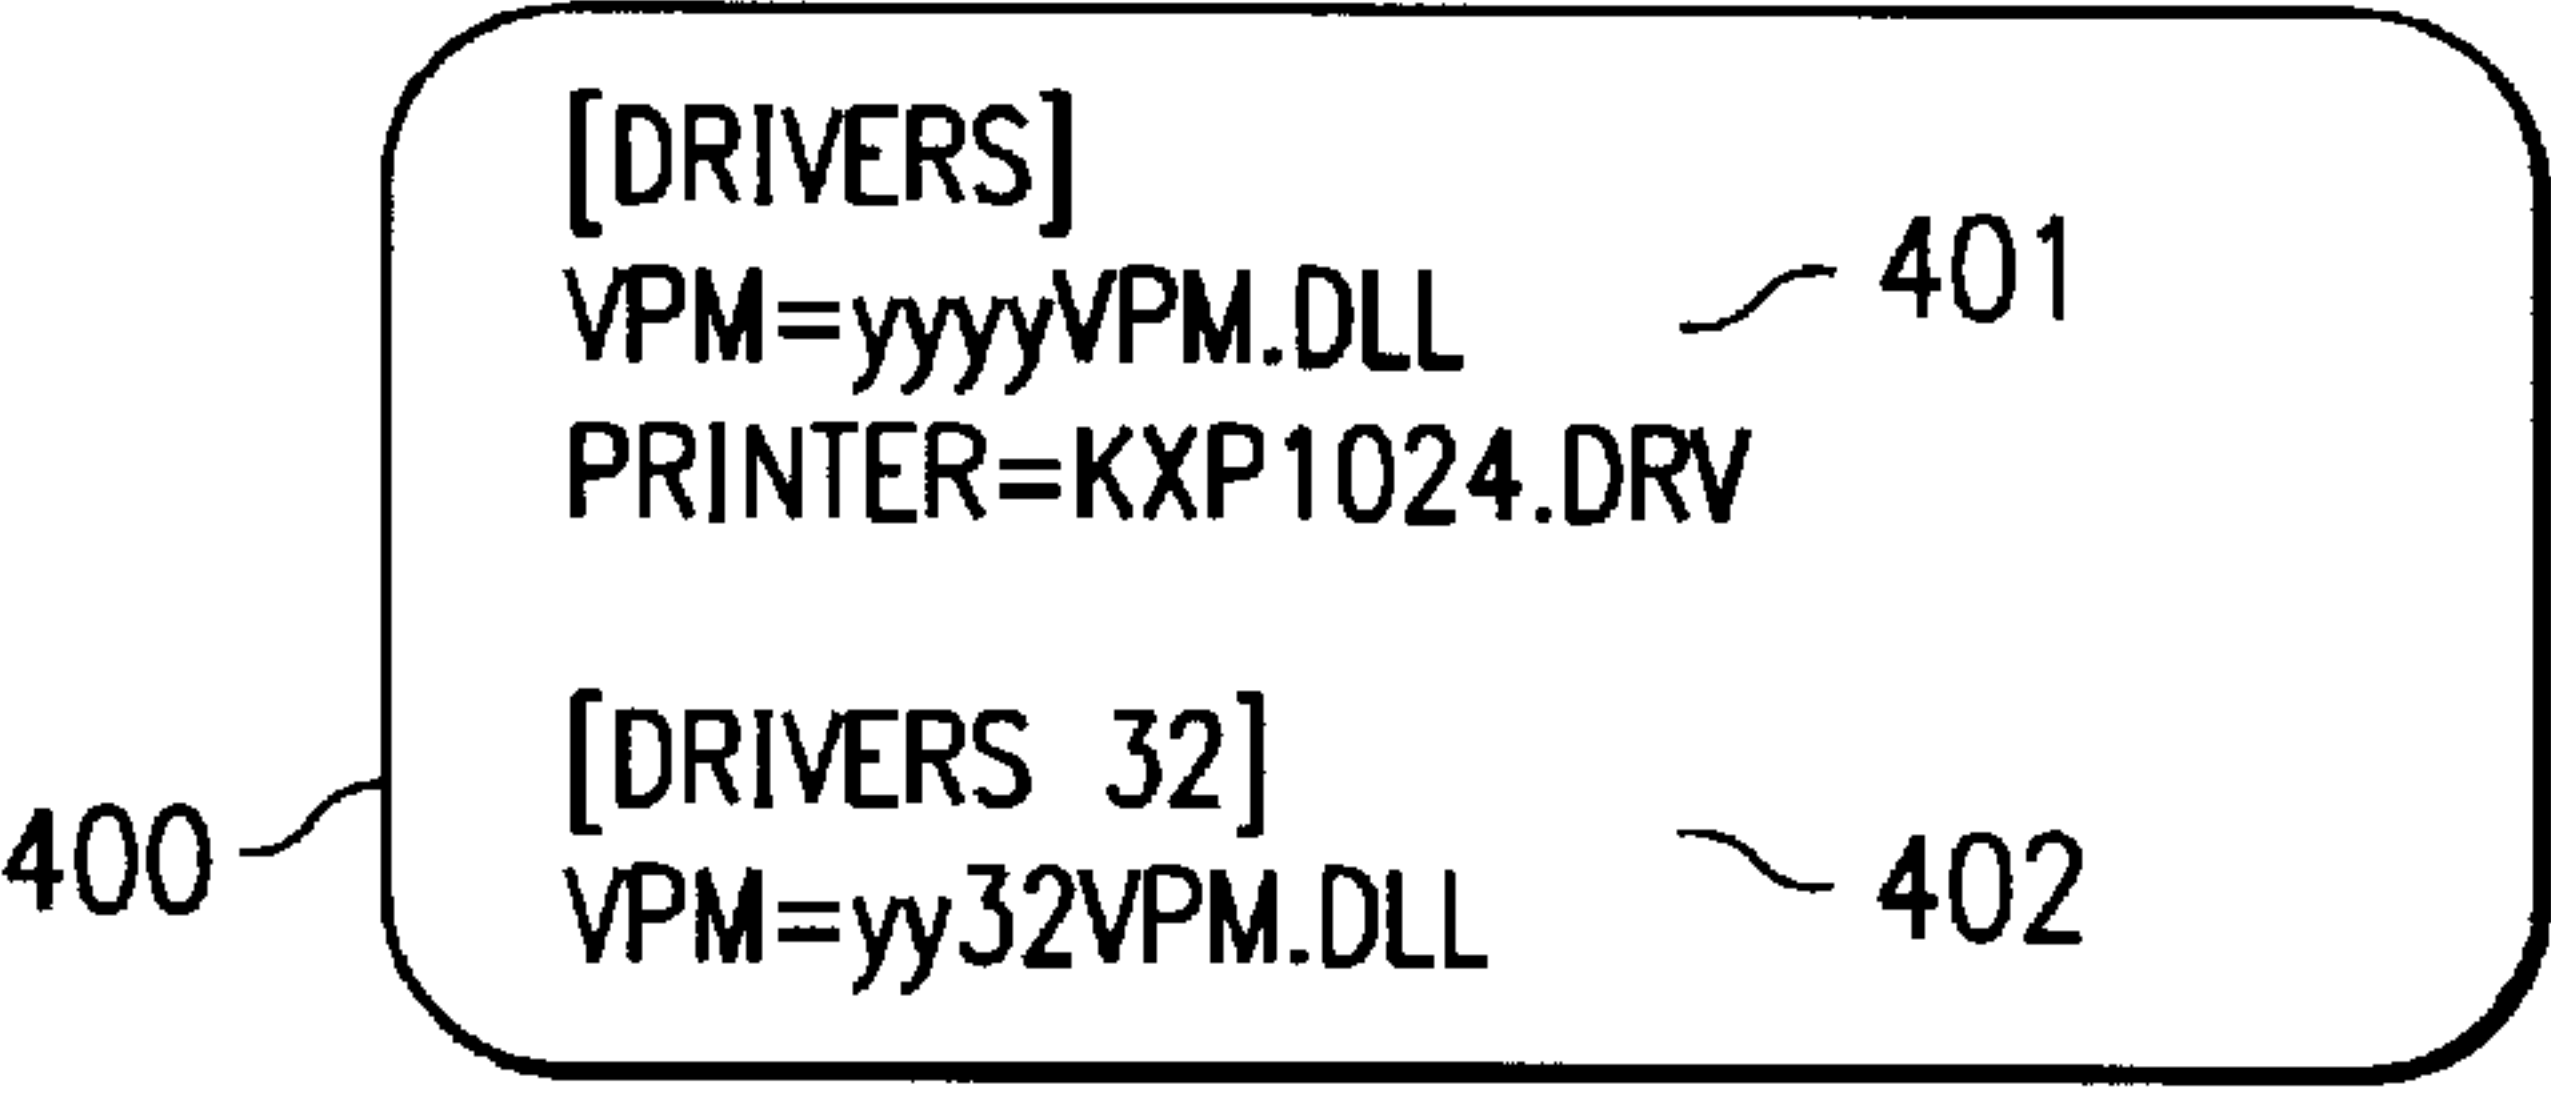 [DRIVERS]
VPM=yyyyVPM.DLL
401
PRINTER=KXP1024.DRV
[DRIVERS 32]
400
402
VPM=yy32VPM.DLL